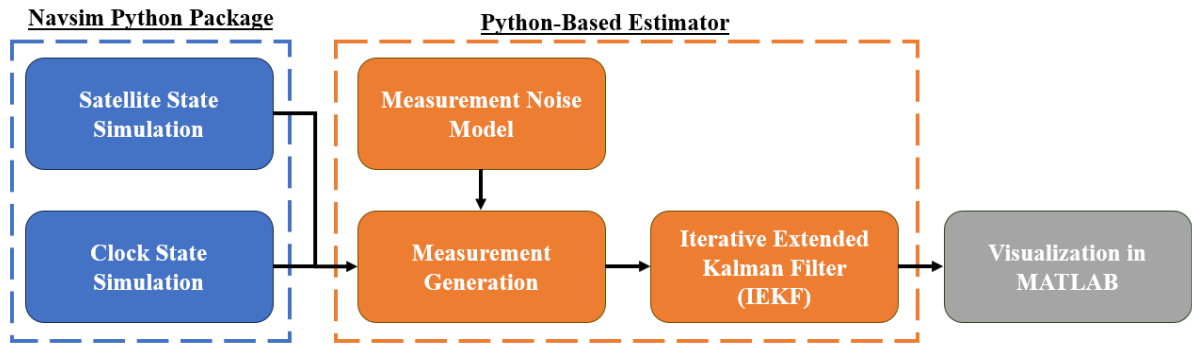 Navsim Python Package
Python-Based Estimator
Satellite State
Simulation
Measurement Noise
Model
Clock State
Simulation
Measurement
Generation
Iterative Extended
Kalman Filter
(IEKF)
Visualization in
MATLAB